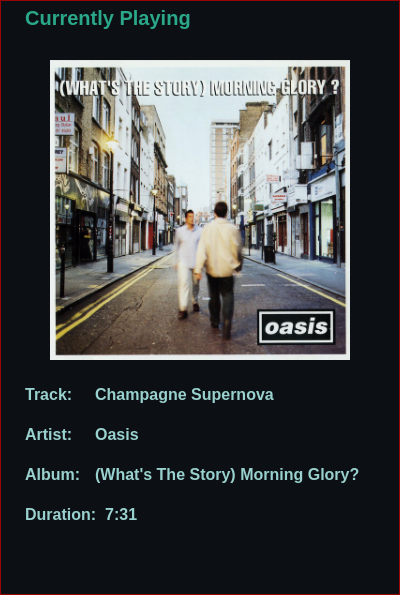 Currently Playing
(WHAT'S THE STORY) MORNING GLORY ?
oasis
Track: Champagne Supernova
Artist: Oasis
Album: (What's The Story) Morning Glory?
Duration: 7:31